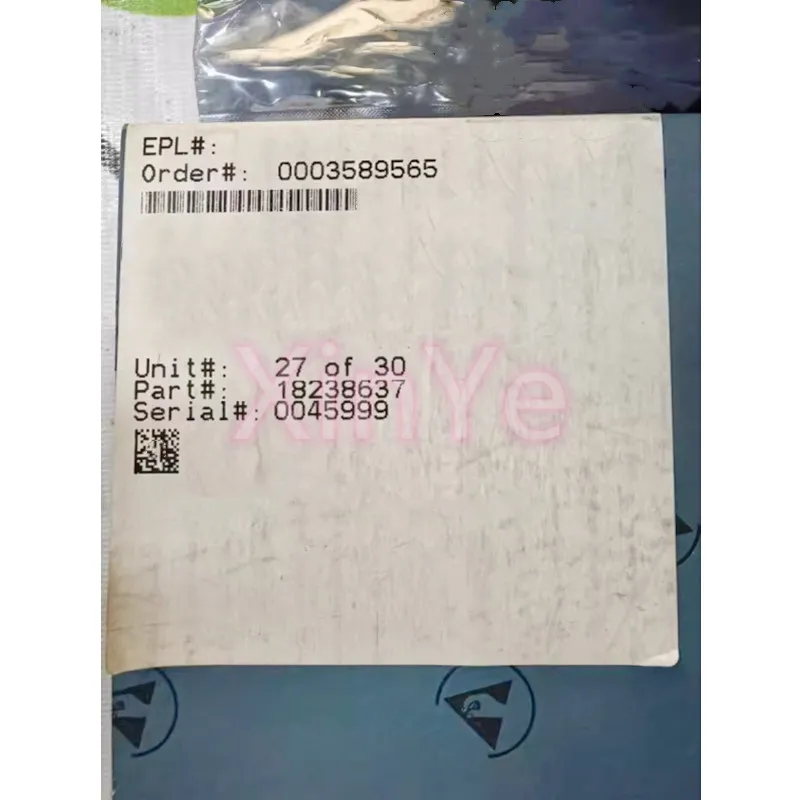 EPL#:
Order#: 0003589565
Unit#: 27 of 30
Part#: 18238637
Serial#: 0045999
XinYe